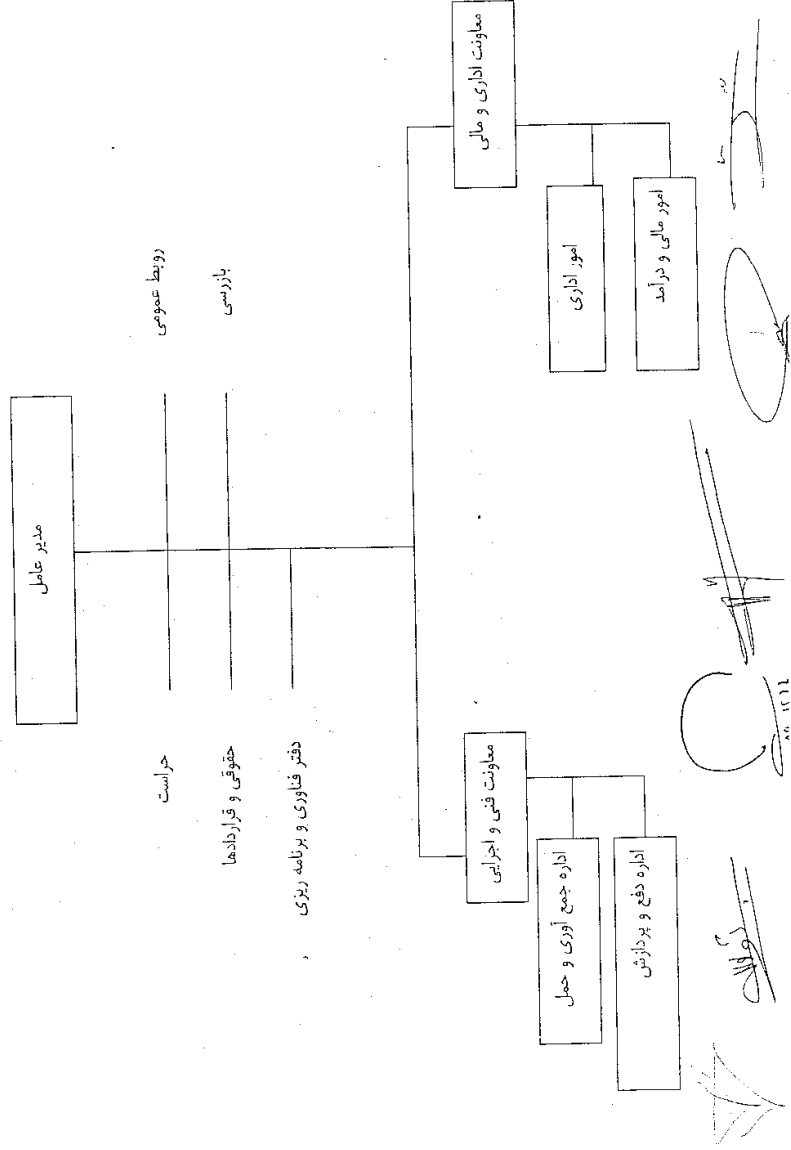 مدیر عامل
روبط عمومی
حراست
بازرسی
حقوقی و قراردادها
دفتر فناوری و برنامه ریزی
معاونت اداری و مالی
امور اداری
امور مالی و درآمد
معاونت فنی و اجرایی
اداره جمع آوری و حمل
اداره دفع و پردازش